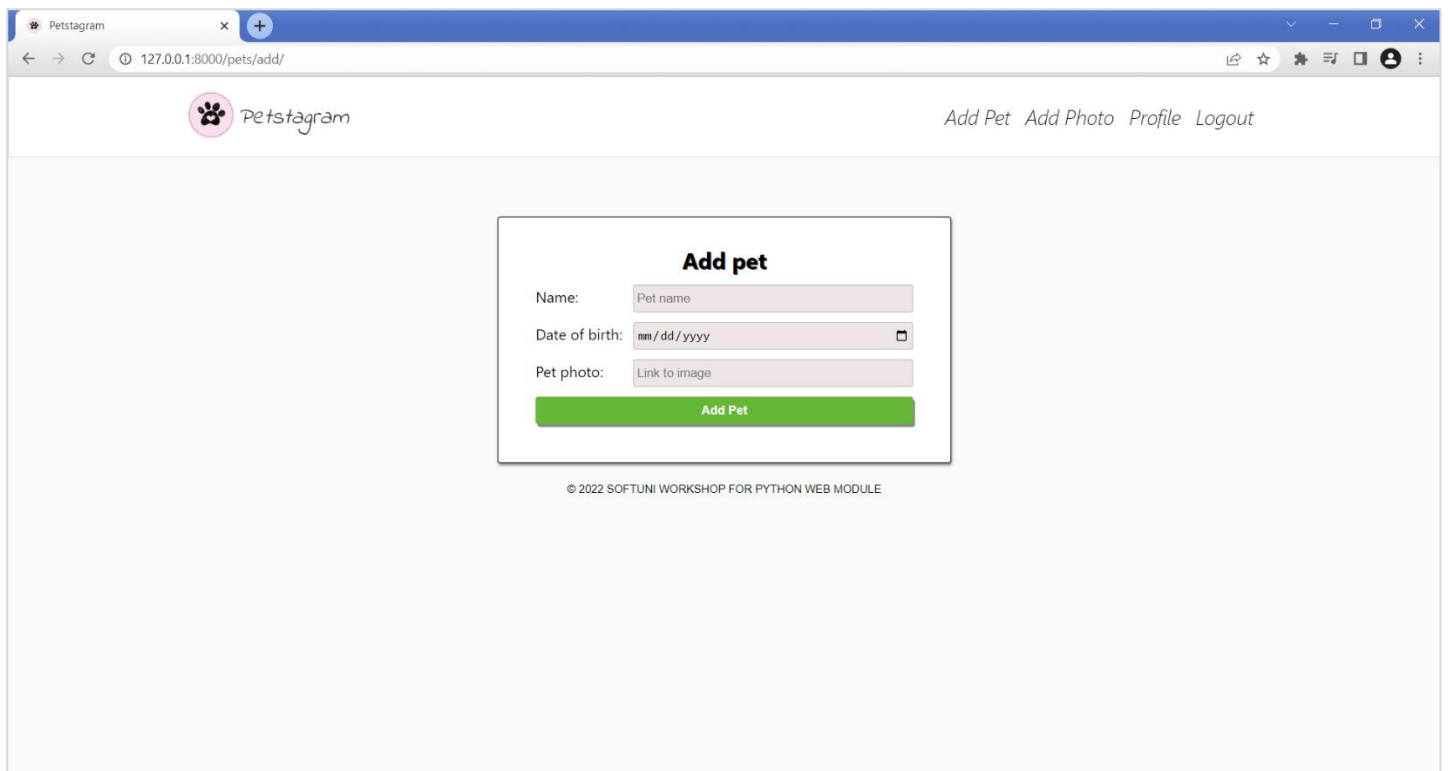 Petstagram
127.0.0.1:8000/pets/add/
Petstagram
Add Pet Add Photo Profile Logout
Add pet
Name: Pet name
Date of birth: mm/dd/yyyy
Pet photo: Link to image
Add Pet
© 2022 SOFTUNI WORKSHOP FOR PYTHON WEB MODULE